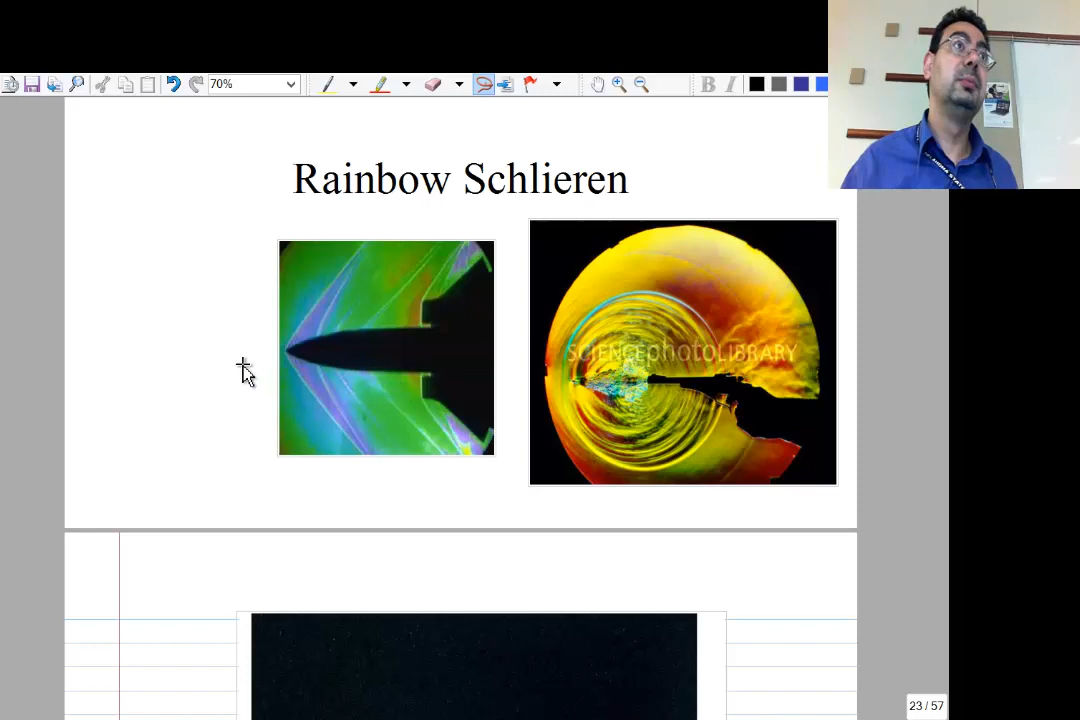 70%
B I
Rainbow Schlieren
SCIENCEphotoLIBRARY
23 / 57